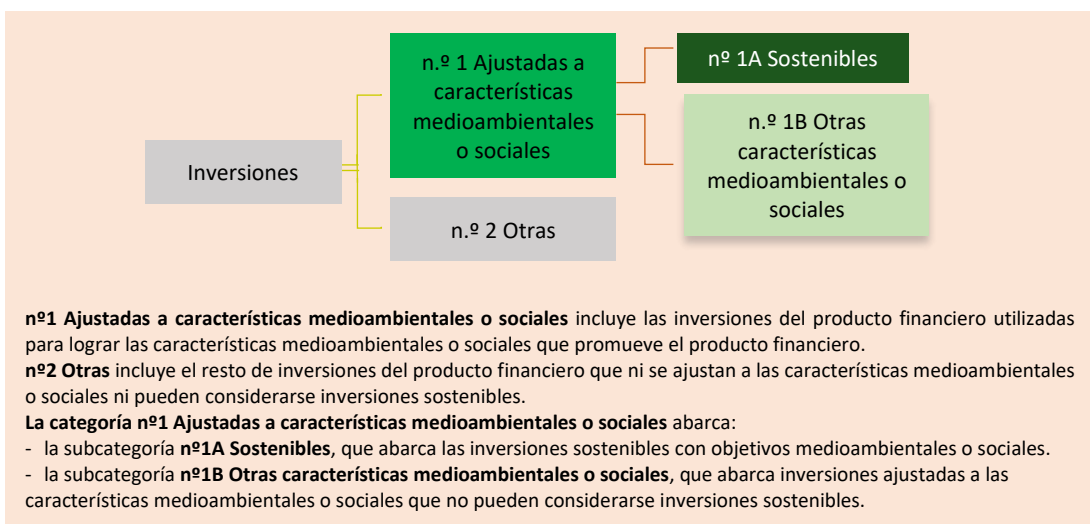 n.º 1 Ajustadas a
características
medioambientales
o sociales
nº 1A Sostenibles
n.º 1B Otras
características
medioambientales o
sociales
Inversiones
n.º 2 Otras
nº1 Ajustadas a características medioambientales o sociales incluye las inversiones del producto financiero utilizadas
para lograr las características medioambientales o sociales que promueve el producto financiero.
nº2 Otras incluye el resto de inversiones del producto financiero que ni se ajustan a las características medioambientales
o sociales ni pueden considerarse inversiones sostenibles.
La categoría nº1 Ajustadas a características medioambientales o sociales abarca:
- la subcategoría nº1A Sostenibles, que abarca las inversiones sostenibles con objetivos medioambientales o sociales.
- la subcategoría nº1B Otras características medioambientales o sociales, que abarca inversiones ajustadas a las
características medioambientales o sociales que no pueden considerarse inversiones sostenibles.